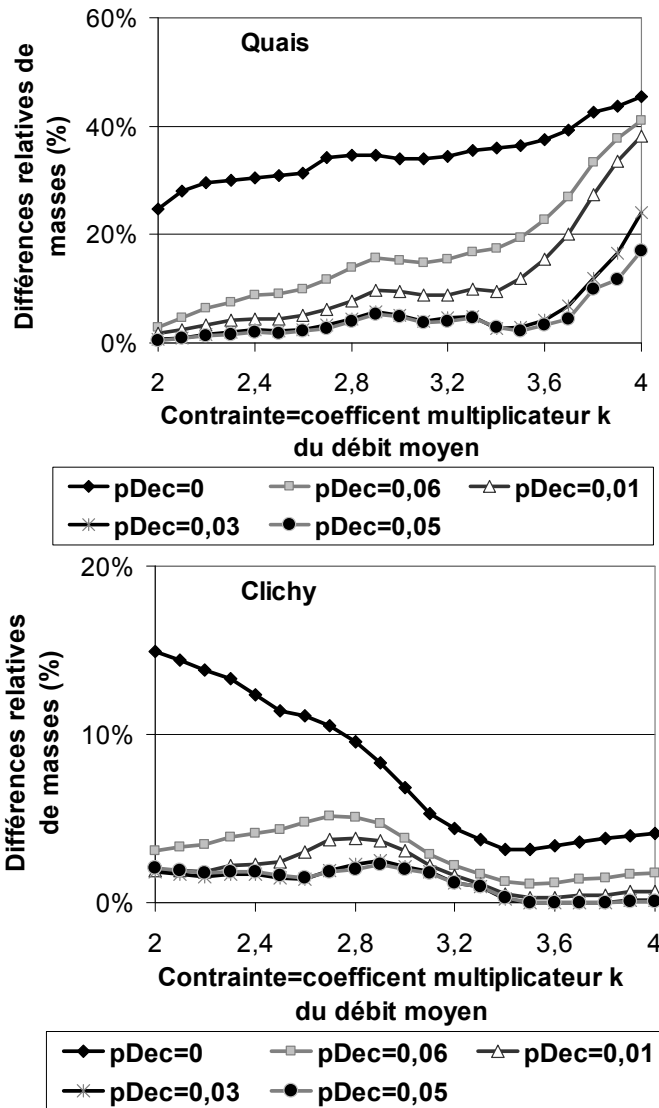 60%
Quais
40%
20%
0%
Différences relatives de
masses (%)
2 2,4 2,8 3,2 3,6 4
Contrainte=coefficent multiplicateur k
du débit moyen
pDec=0 pDec=0,06 pDec=0,01
pDec=0,03 pDec=0,05
20%
Clichy
10%
0%
Différences relatives
de masses (%)
2 2,4 2,8 3,2 3,6 4
Contrainte=coefficent multiplicateur k
du débit moyen
pDec=0 pDec=0,06 pDec=0,01
pDec=0,03 pDec=0,05